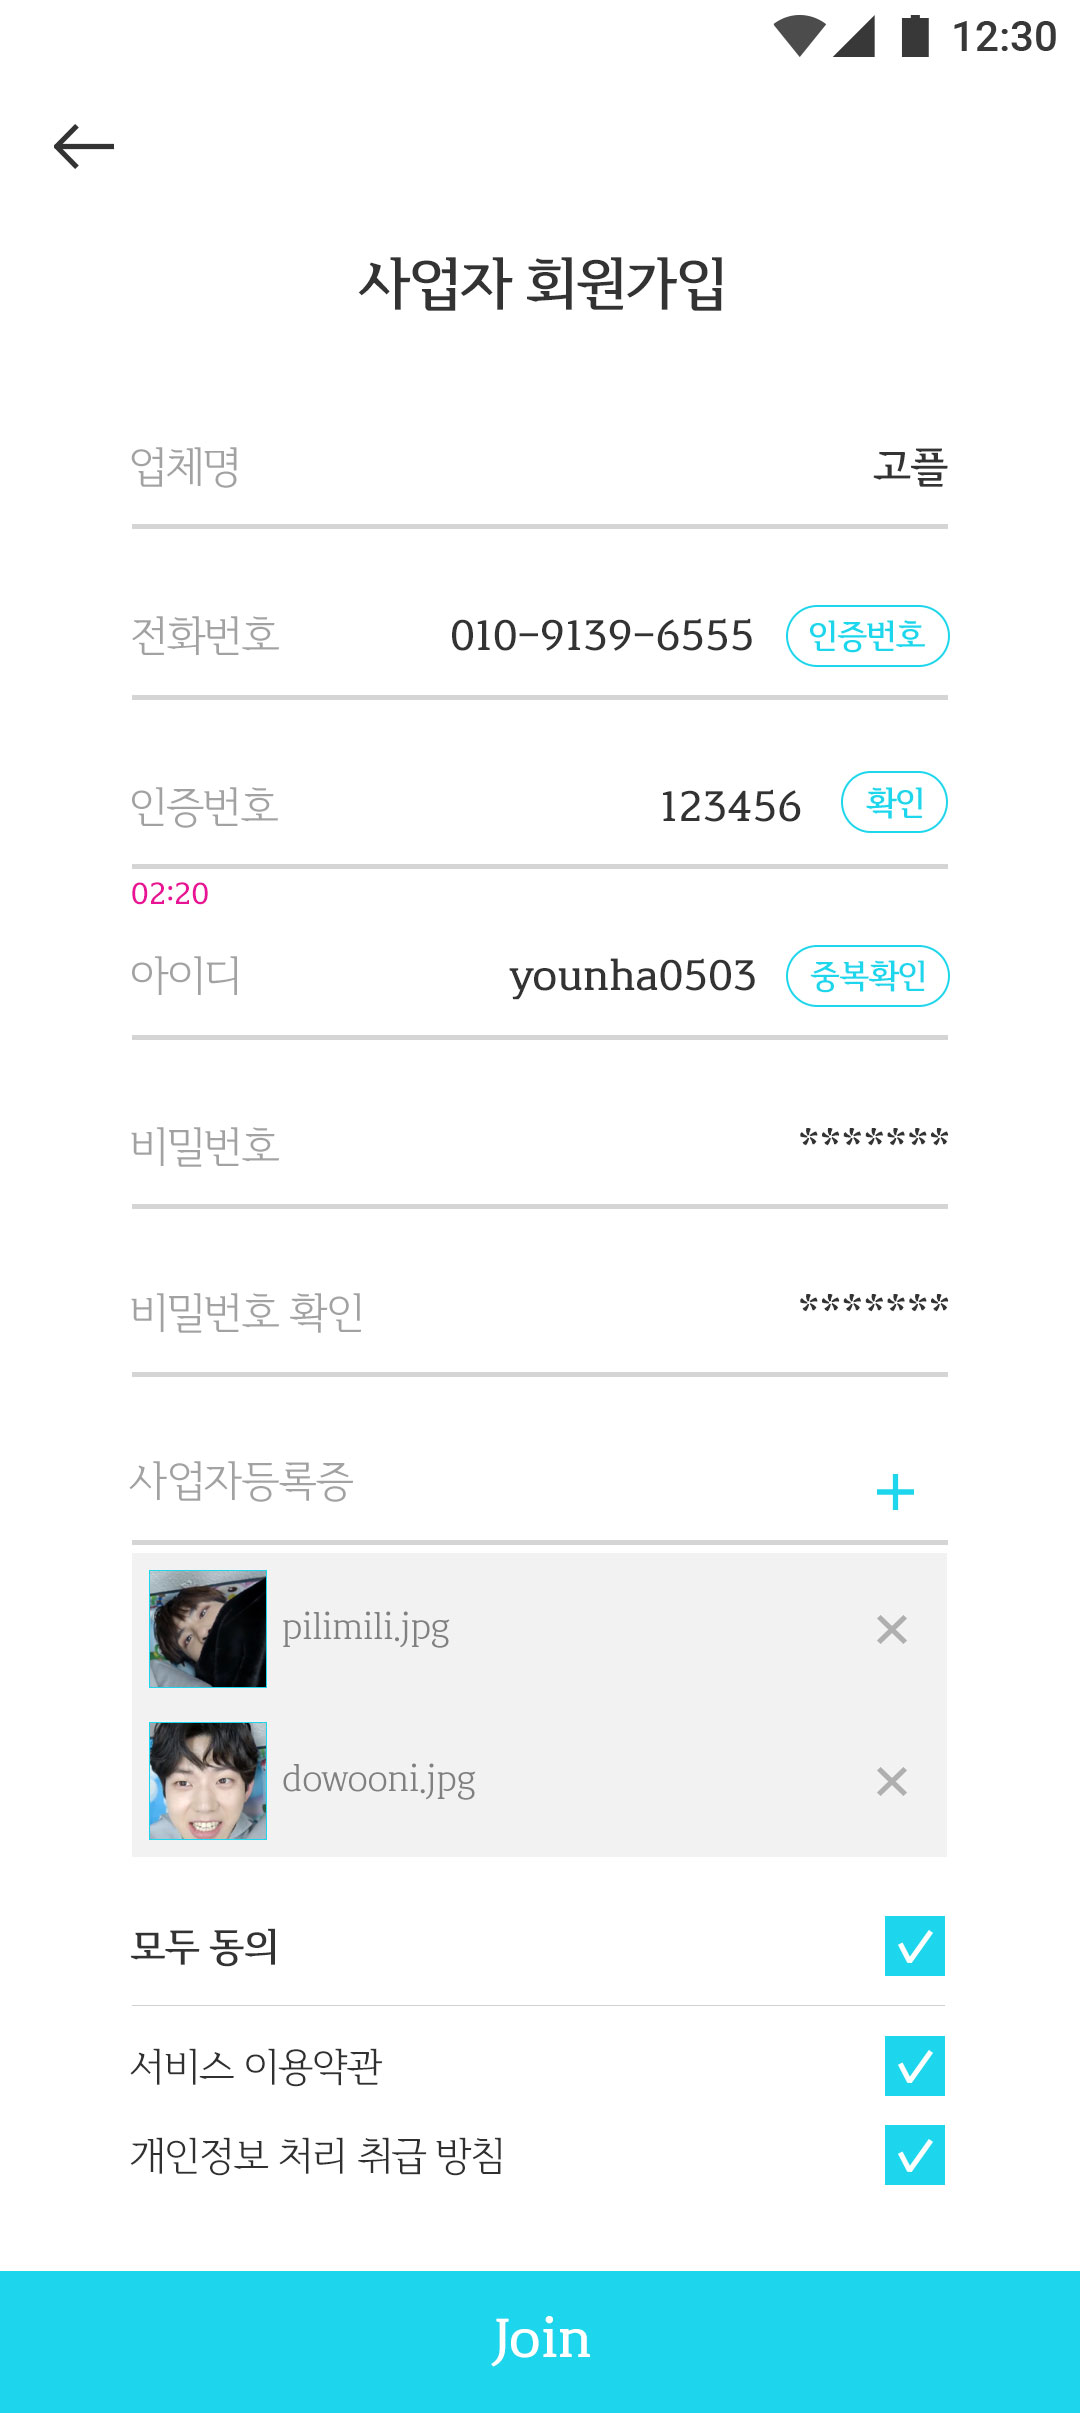 12:30
사업자 회원가입
업체명 고플
전화번호 010-9139-6555 인증번호
인증번호 123456 확인
02:20
아이디 younha0503 중복확인
비밀번호 *******
비밀번호 확인 *******
사업자등록증 +
pilimili.jpg
dowooni.jpg
모두 동의
서비스 이용약관
개인정보 처리 취급 방침
Join